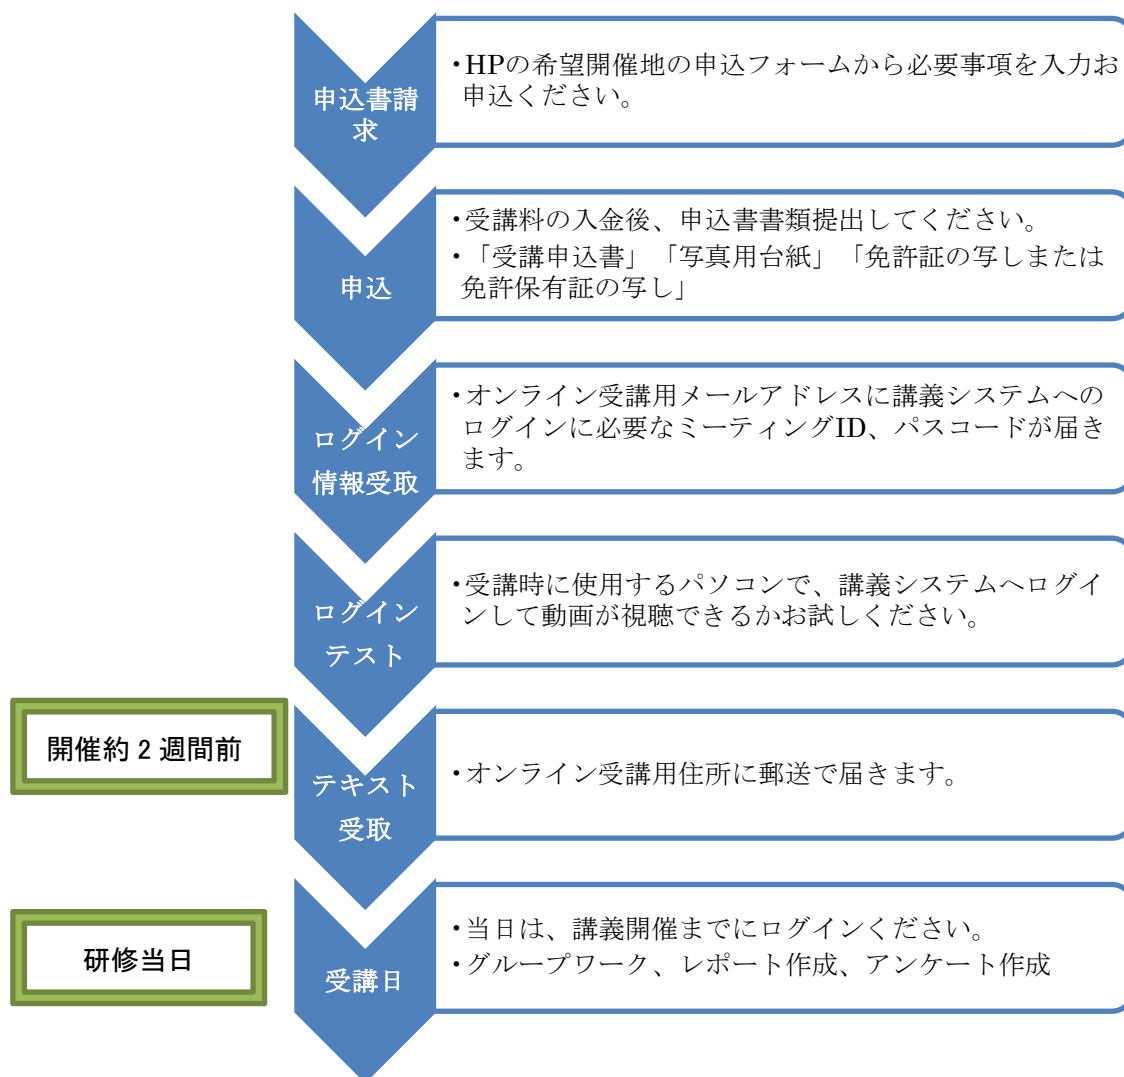 申込書請
求
・HPの希望開催地の申込フォームから必要事項を入力お
申込ください。
申込
・受講料の入金後、申込書書類提出してください。
・「受講申込書」「写真用台紙」「免許証の写しまたは
免許保有証の写し」
ログイン
情報受取
・オンライン受講用メールアドレスに講義システムへの
ログインに必要なミーティングID、パスコードが届き
ます。
ログイン
テスト
・受講時に使用するパソコンで、講義システムへログイ
ンして動画が視聴できるかお試しください。
開催約 2 週間前
テキスト
受取
・オンライン受講用住所に郵送で届きます。
研修当日
受講日
・当日は、講義開催までにログインください。
・グループワーク、レポート作成、アンケート作成